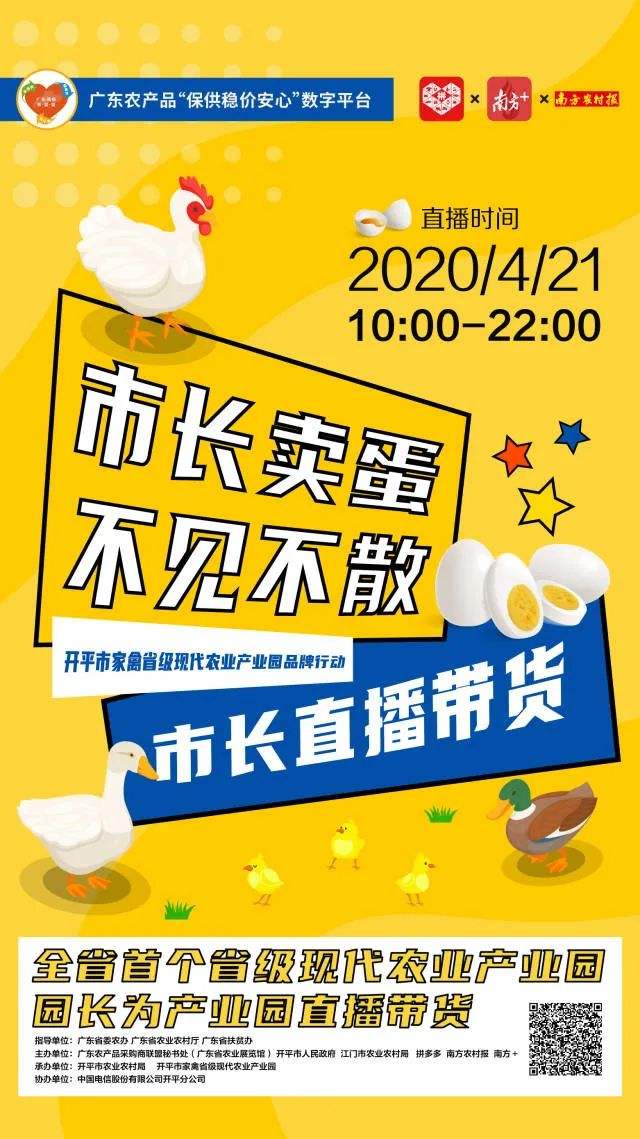 广东农产品“保供稳价安心”数字平台
拼 × 南方+ × 南方农村报
直播时间
2020/4/21
10:00-22:00
市长卖蛋
不见不散
开平市家禽省级现代农业产业园品牌行动
市长直播带货
全省首个省级现代农业产业园
园长为产业园直播带货
指导单位：广东省委农办 广东省农业农村厅 广东省扶贫办
主办单位：广东农产品采购商联盟秘书处（广东省农业展览馆） 开平市人民政府 江门市农业农村局 拼多多 南方农村报 南方+
承办单位：开平市农业农村局 开平市家禽省级现代农业产业园
协办单位：中国电信股份有限公司开平分公司